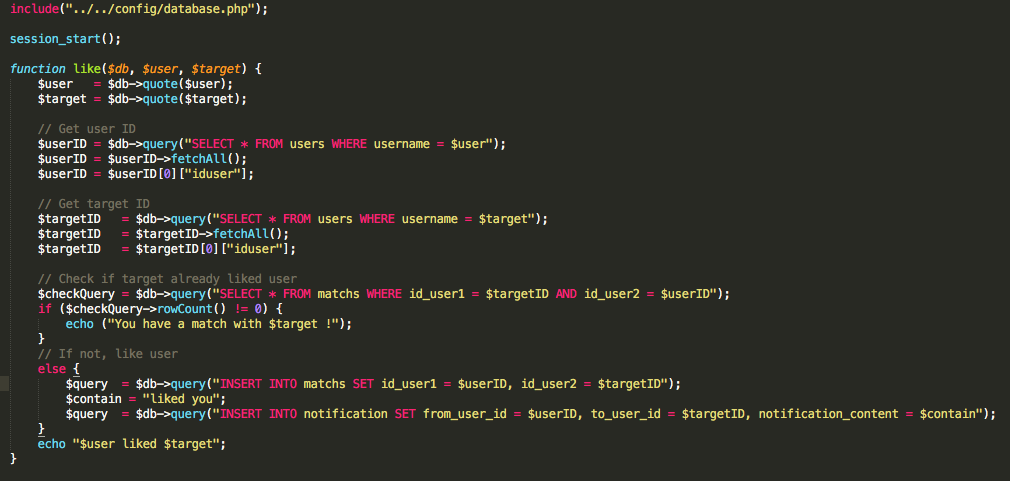 include("../../config/database.php");
session_start();
function like($db, $user, $target) {
$user = $db->quote($user);
$target = $db->quote($target);
// Get user ID
$userID = $db->query("SELECT * FROM users WHERE username = $user");
$userID = $userID->fetchAll();
$userID = $userID[0]["iduser"];
// Get target ID
$targetID = $db->query("SELECT * FROM users WHERE username = $target");
$targetID = $targetID->fetchAll();
$targetID = $targetID[0]["iduser"];
// Check if target already liked user
$checkQuery = $db->query("SELECT * FROM matchs WHERE id_user1 = $targetID AND id_user2 = $userID");
if ($checkQuery->rowCount() != 0) {
echo ("You have a match with $target !");
}
// If not, like user
else {
$query = $db->query("INSERT INTO matchs SET id_user1 = $userID, id_user2 = $targetID");
$contain = "liked you";
$query = $db->query("INSERT INTO notification SET from_user_id = $userID, to_user_id = $targetID, notification_content = $contain");
}
echo "$user liked $target";
}